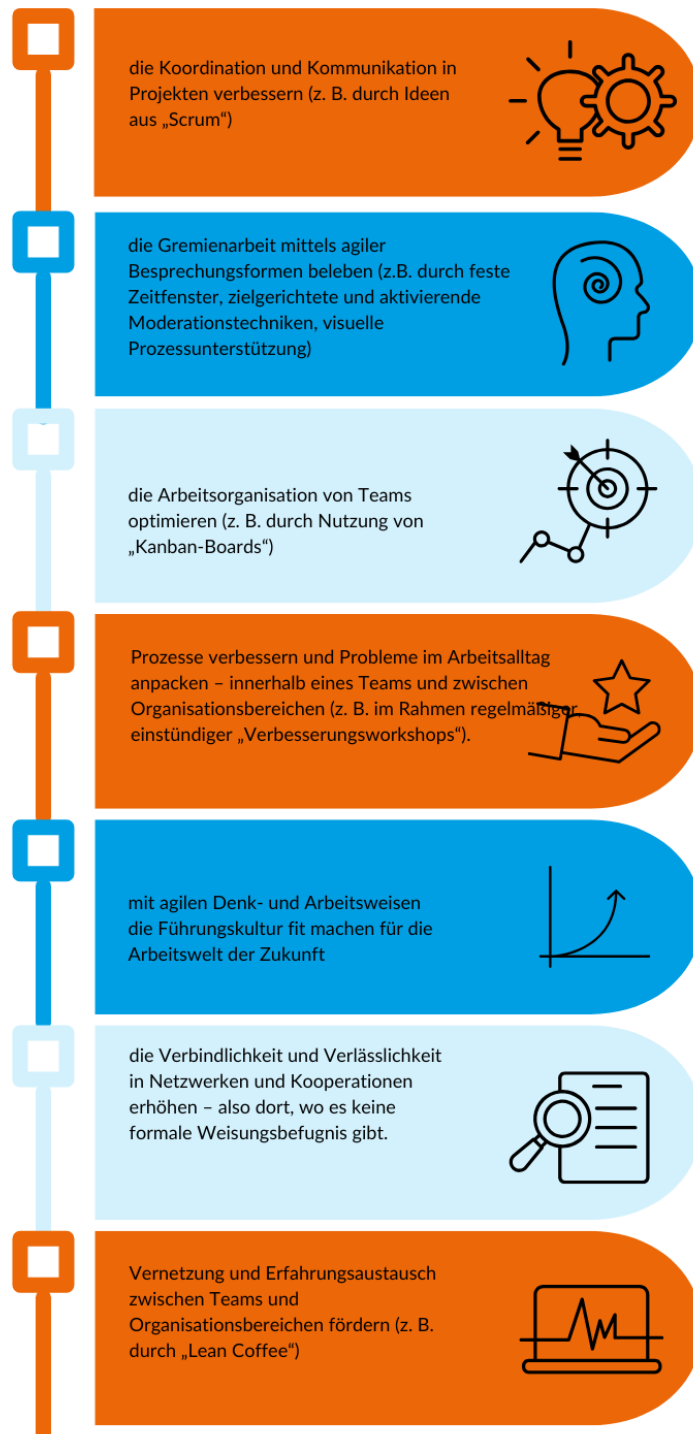 die Koordination und Kommunikation in
Projekten verbessern (z. B. durch Ideen
aus „Scrum“)
die Gremienarbeit mittels agiler
Besprechungsformen beleben (z.B. durch feste
Zeitfenster, zielgerichtete und aktivierende
Moderationstechniken, visuelle
Prozessunterstützung)
die Arbeitsorganisation von Teams
optimieren (z. B. durch Nutzung von
„Kanban-Boards“)
Prozesse verbessern und Probleme im Arbeitsalltag
anpacken – innerhalb eines Teams und zwischen
Organisationsbereichen (z. B. im Rahmen regelmäßiger,
einstündiger „Verbesserungsworkshops“).
mit agilen Denk- und Arbeitsweisen
die Führungskultur fit machen für die
Arbeitswelt der Zukunft
die Verbindlichkeit und Verlässlichkeit
in Netzwerken und Kooperationen
erhöhen – also dort, wo es keine
formale Weisungsbefugnis gibt.
Vernetzung und Erfahrungsaustausch
zwischen Teams und
Organisationsbereichen fördern (z. B.
durch „Lean Coffee“)